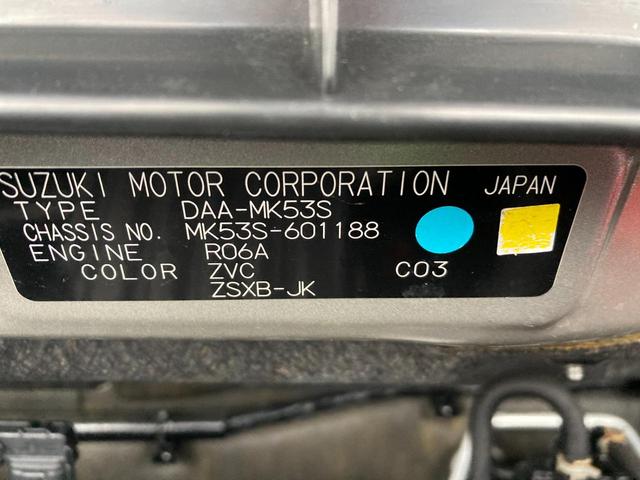 SUZUKI MOTOR CORPORATION JAPAN
TYPE DAA-MK53S
CHASSIS NO. MK53S-601188
ENGINE R06A
COLOR ZVC C03
ZSXB-JK